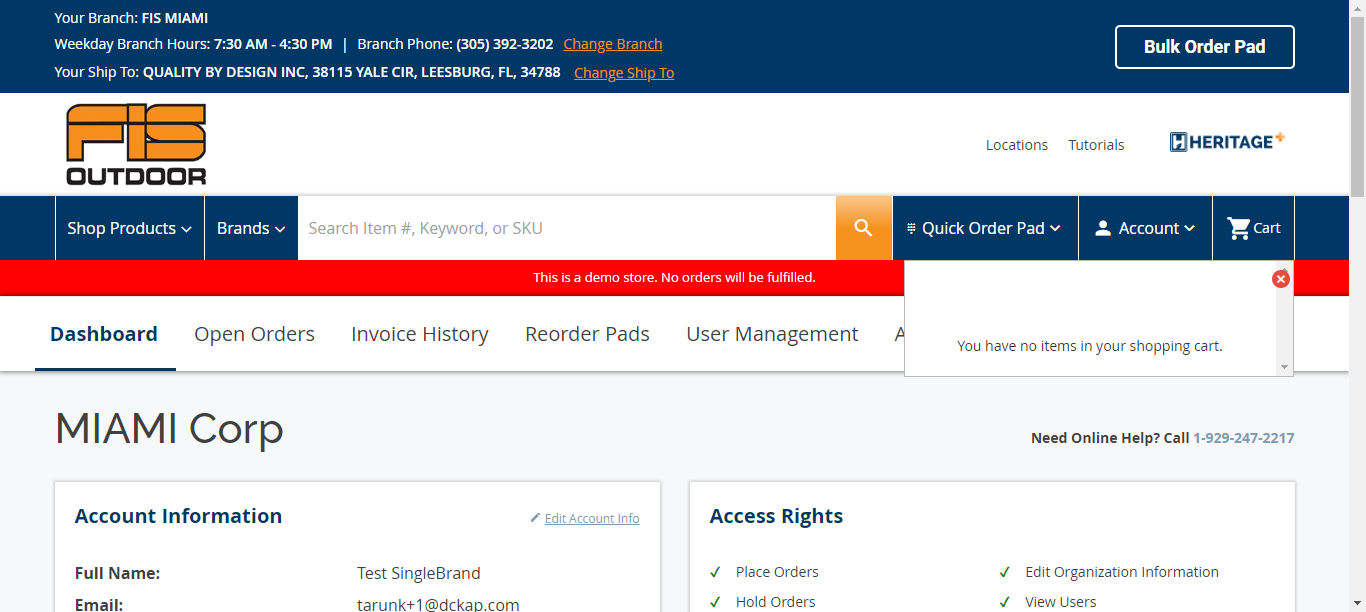 Your Branch: FIS MIAMI
Weekday Branch Hours: 7:30 AM - 4:30 PM | Branch Phone: (305) 392-3202 Change Branch
Your Ship To: QUALITY BY DESIGN INC, 38115 YALE CIR, LEESBURG, FL, 34788 Change Ship To
Bulk Order Pad
FIS
OUTDOOR
Locations Tutorials HERITAGE+
Shop Products Brands Search Item #, Keyword, or SKU Quick Order Pad Account Cart
This is a demo store. No orders will be fulfilled.
Dashboard Open Orders Invoice History Reorder Pads User Management
You have no items in your shopping cart.
MIAMI Corp
Need Online Help? Call 1-929-247-2217
Account Information Edit Account Info
Full Name: Test SingleBrand
Email: tarunk+1@dckap.com
Access Rights
✓ Place Orders ✓ Edit Organization Information
✓ Hold Orders ✓ View Users